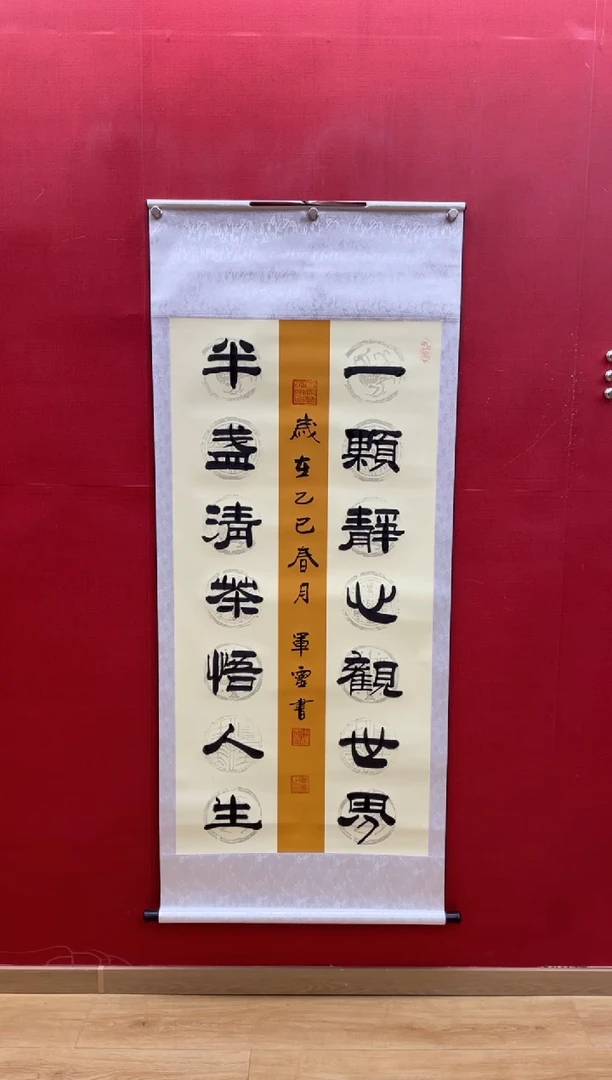 一顆靜心觀世界
歲在乙巳春月 軍雲書
半盞清茶悟人生